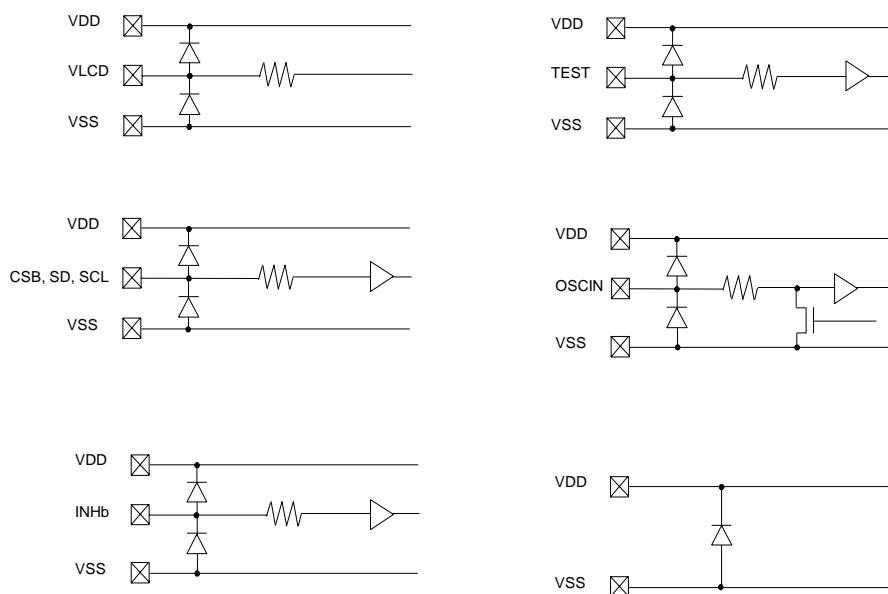 VDD
VLCD
VSS
VDD
TEST
VSS
VDD
CSB, SD, SCL
VSS
VDD
OSCIN
VSS
VDD
INHb
VSS
VDD
VSS